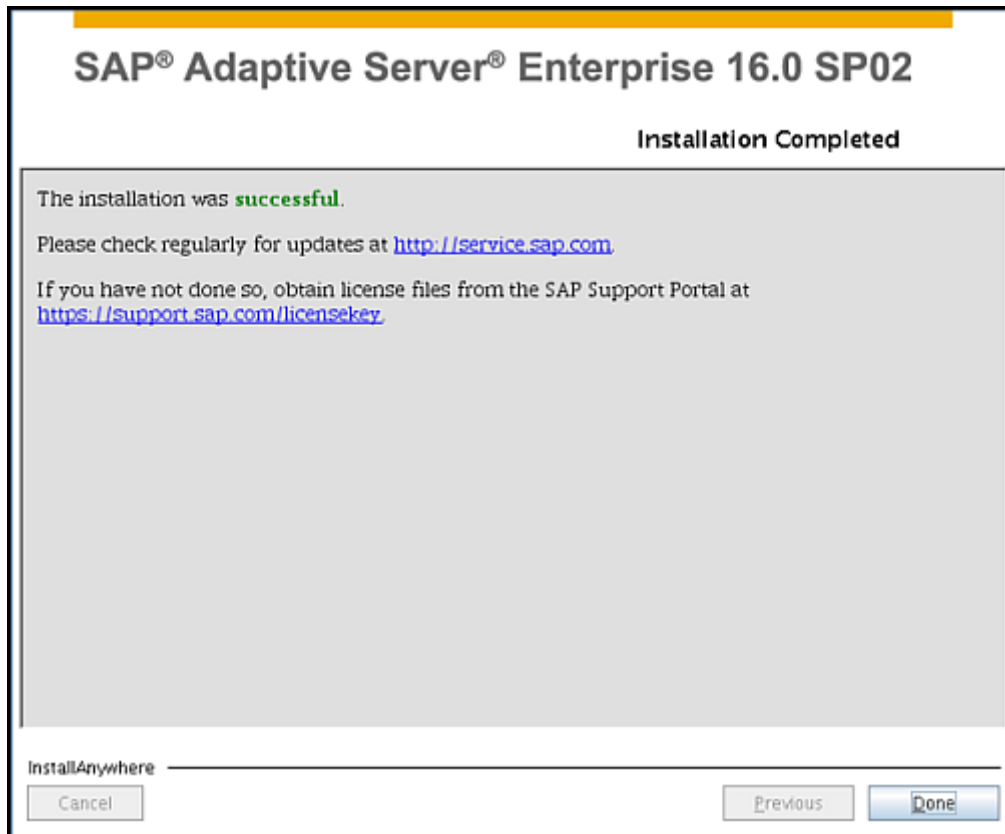 SAP® Adaptive Server® Enterprise 16.0 SP02
Installation Completed
The installation was successful.
Please check regularly for updates at http://service.sap.com.
If you have not done so, obtain license files from the SAP Support Portal at
https://support.sap.com/licensekey.
InstallAnywhere
Cancel Previous Done